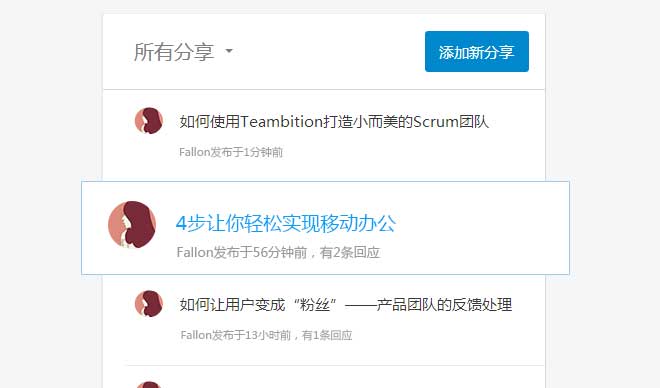 所有分享
添加新分享
如何使用Teambition打造小而美的Scrum团队
Fallon发布于1分钟前
4步让你轻松实现移动办公
Fallon发布于56分钟前，有2条回应
如何让用户变成“粉丝”——产品团队的反馈处理
Fallon发布于13小时前，有1条回应